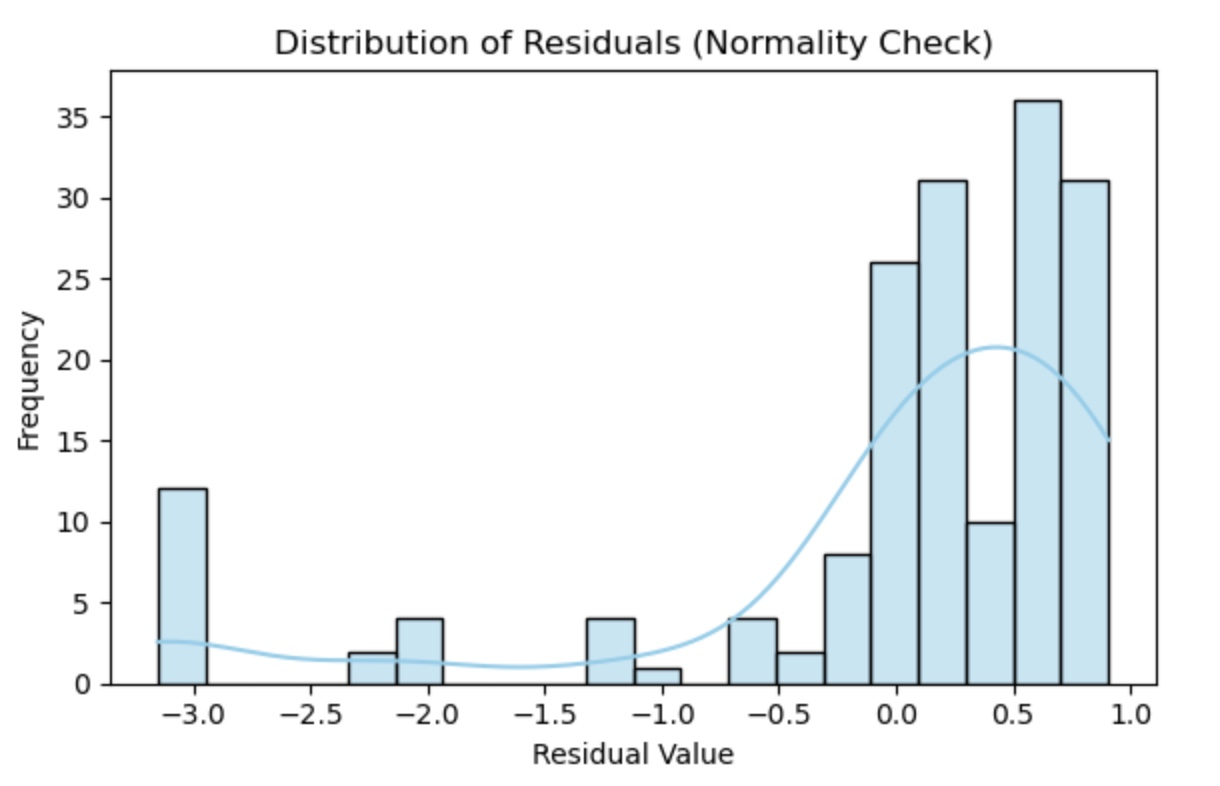 Distribution of Residuals (Normality Check)
35
30
25
20
15
10
5
0
Frequency
−3.0 −2.5 −2.0 −1.5 −1.0 −0.5 0.0 0.5 1.0
Residual Value